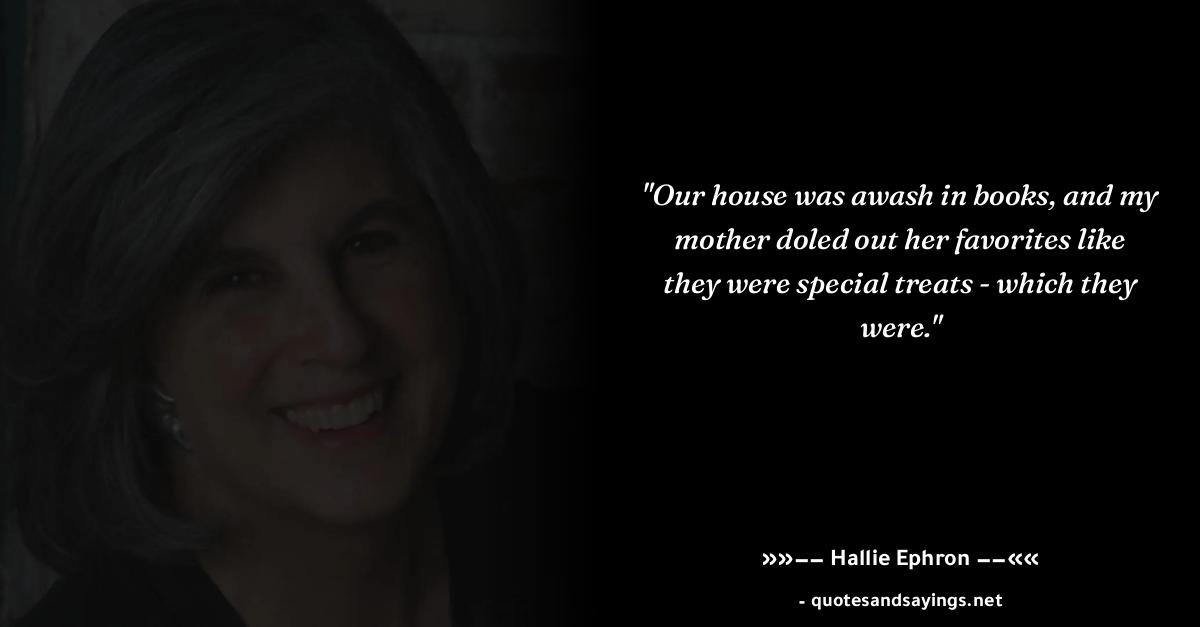 "Our house was awash in books, and my
mother doled out her favorites like
they were special treats - which they
were."
»»−− Hallie Ephron −−««
- quotesandsayings.net